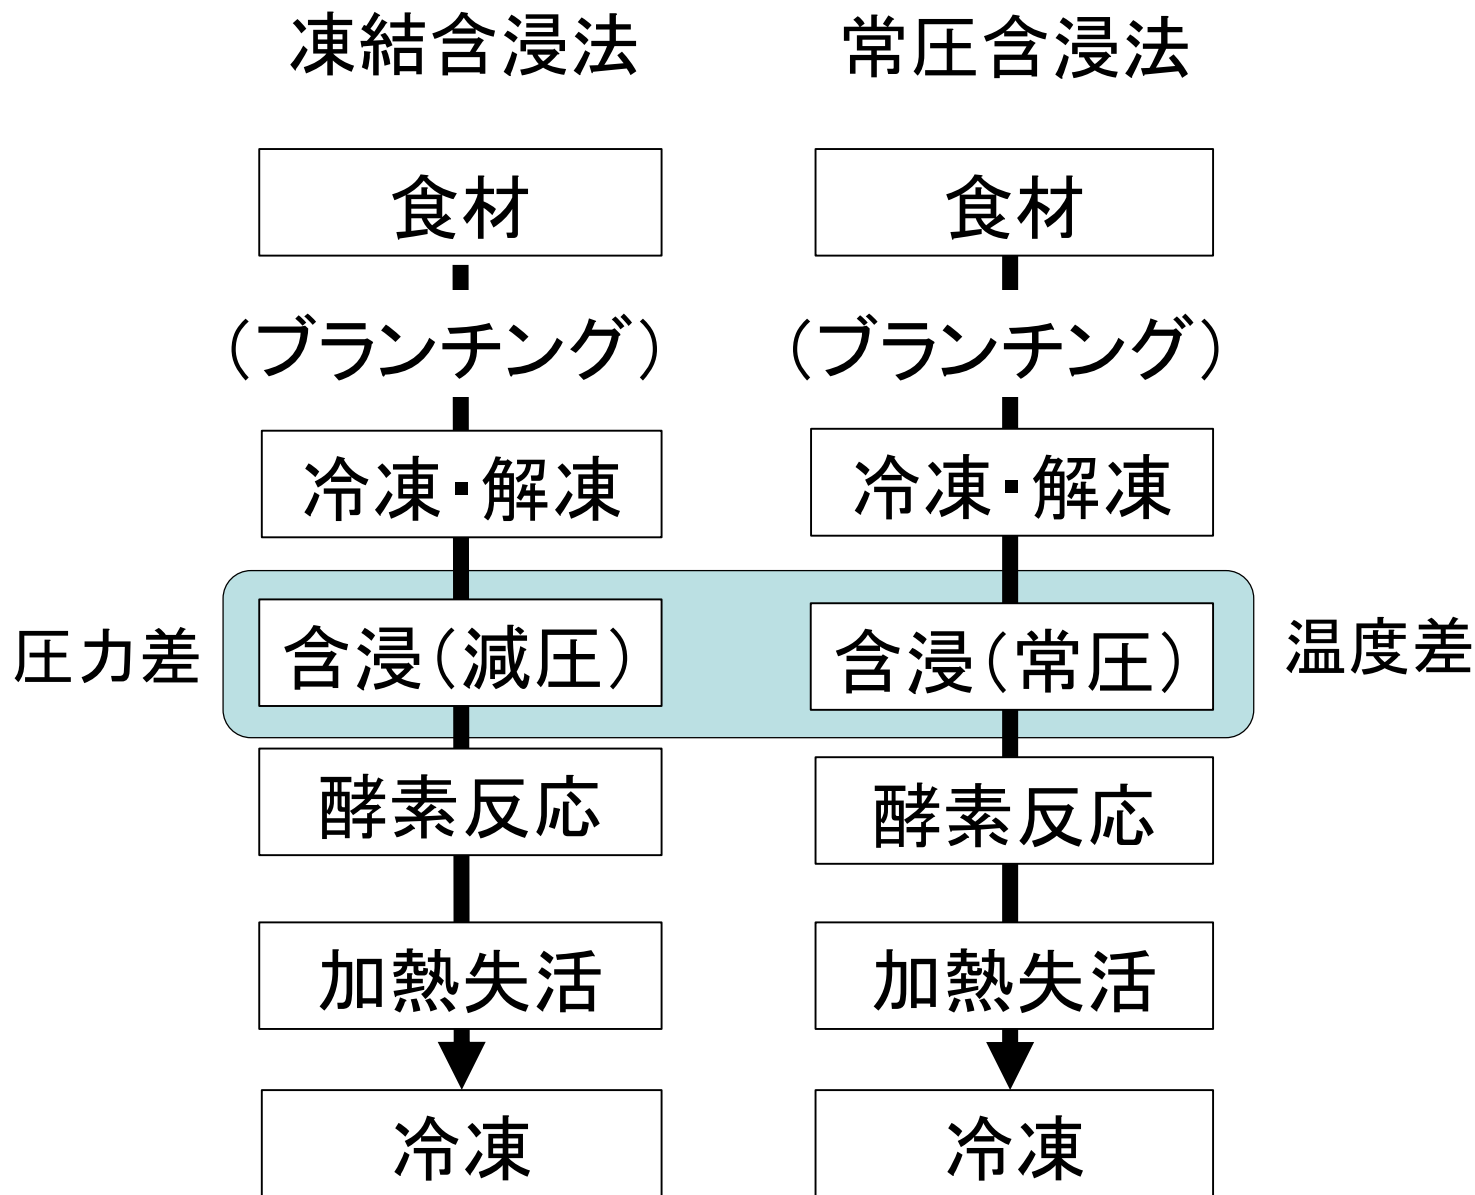 凍結含浸法
常圧含浸法
食材
食材
（ブランチング）
（ブランチング）
冷凍・解凍
冷凍・解凍
圧力差
含浸（減圧）
含浸（常圧）
温度差
酵素反応
酵素反応
加熱失活
加熱失活
冷凍
冷凍